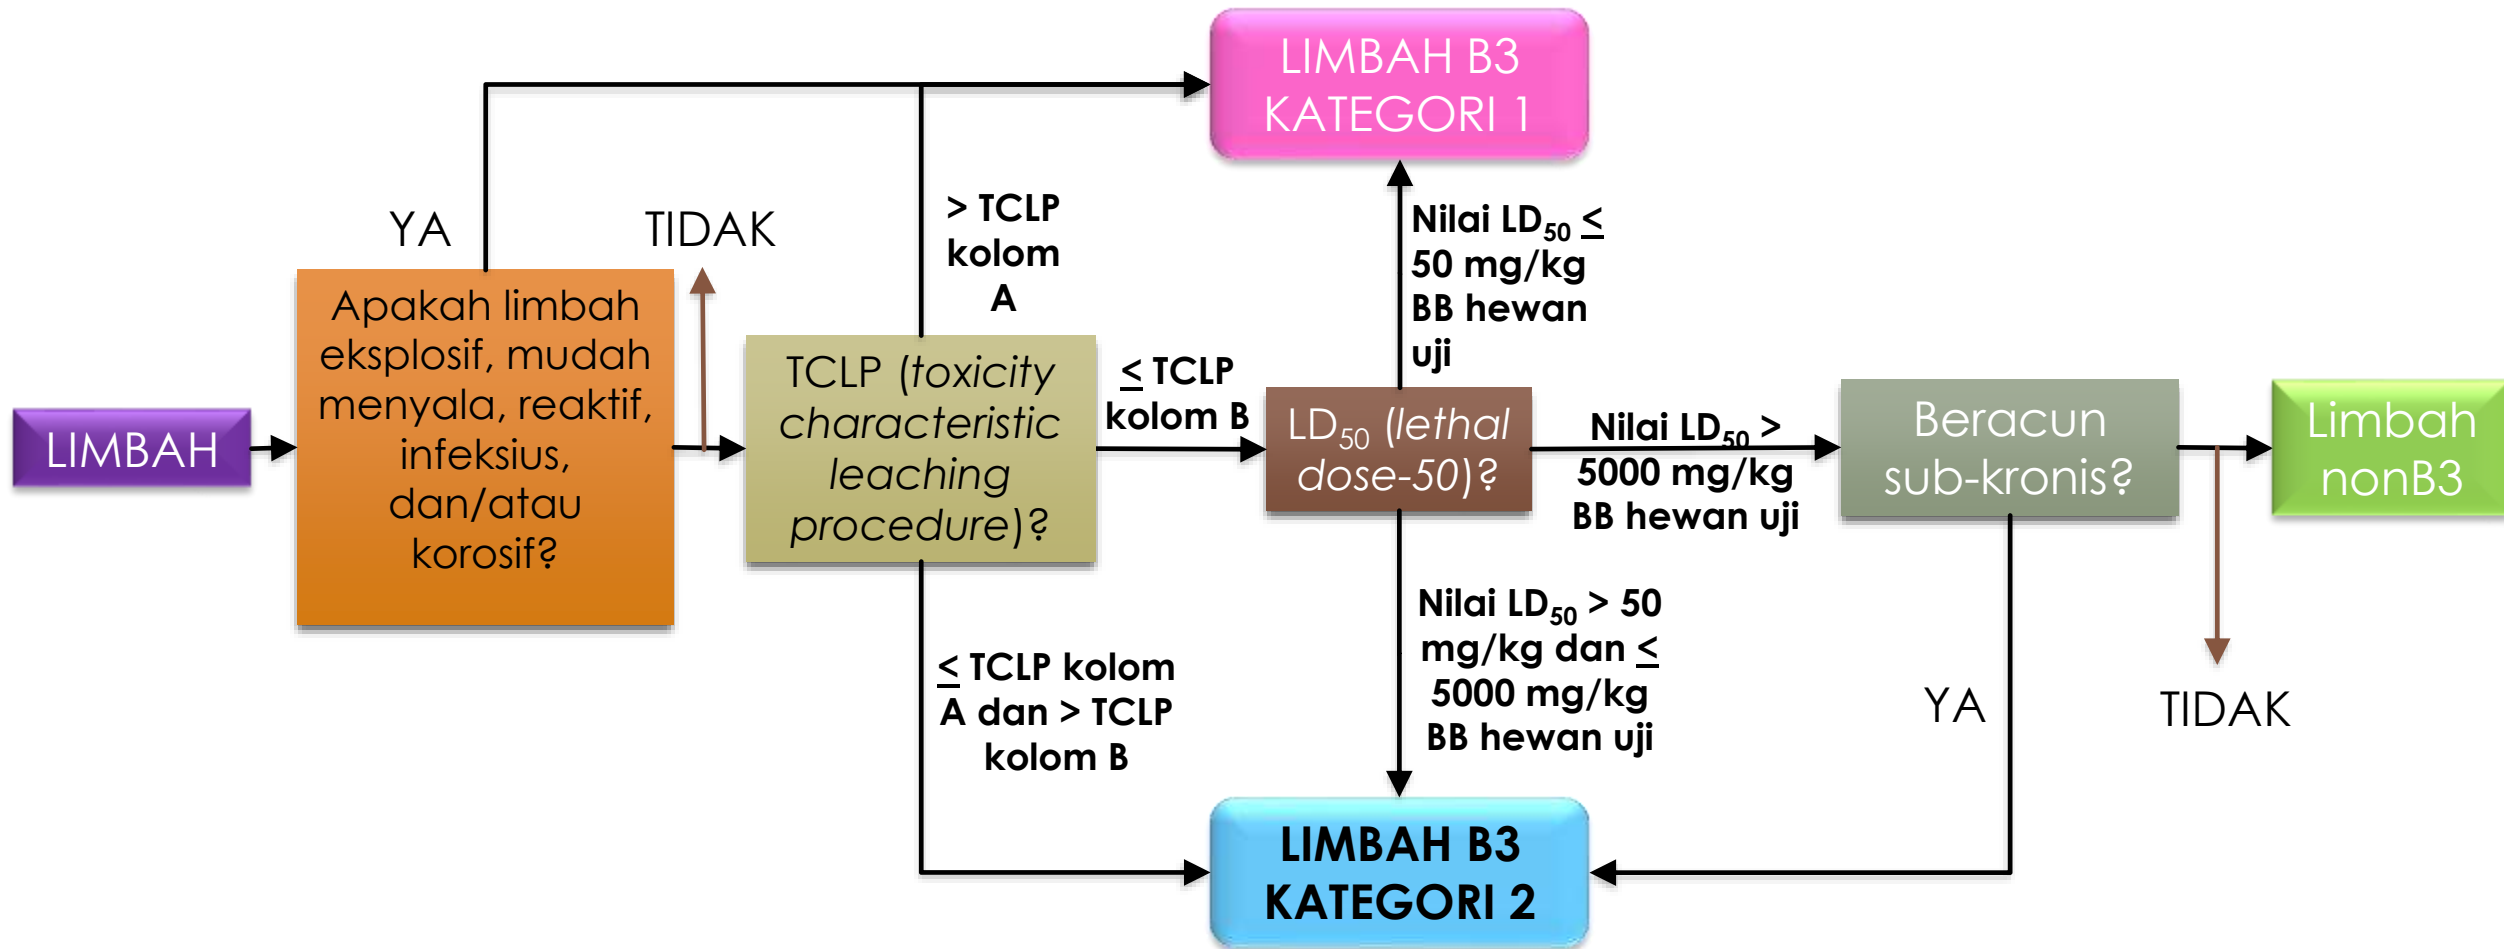 LIMBAH B3
KATEGORI 1
YA
TIDAK
> TCLP
kolom
A
Nilai LD₅₀ ≤
50 mg/kg
BB hewan
uji
LIMBAH
Apakah limbah
eksplosif, mudah
menyala, reaktif,
infeksius,
dan/atau
korosif?
TCLP (toxicity
characteristic
leaching
procedure)?
≤ TCLP
kolom B
LD₅₀ (lethal
dose-50)?
Nilai LD₅₀ >
5000 mg/kg
BB hewan uji
Beracun
sub-kronis?
Limbah
nonB3
≤ TCLP kolom
A dan > TCLP
kolom B
Nilai LD₅₀ > 50
mg/kg dan ≤
5000 mg/kg
BB hewan uji
YA
TIDAK
LIMBAH B3
KATEGORI 2